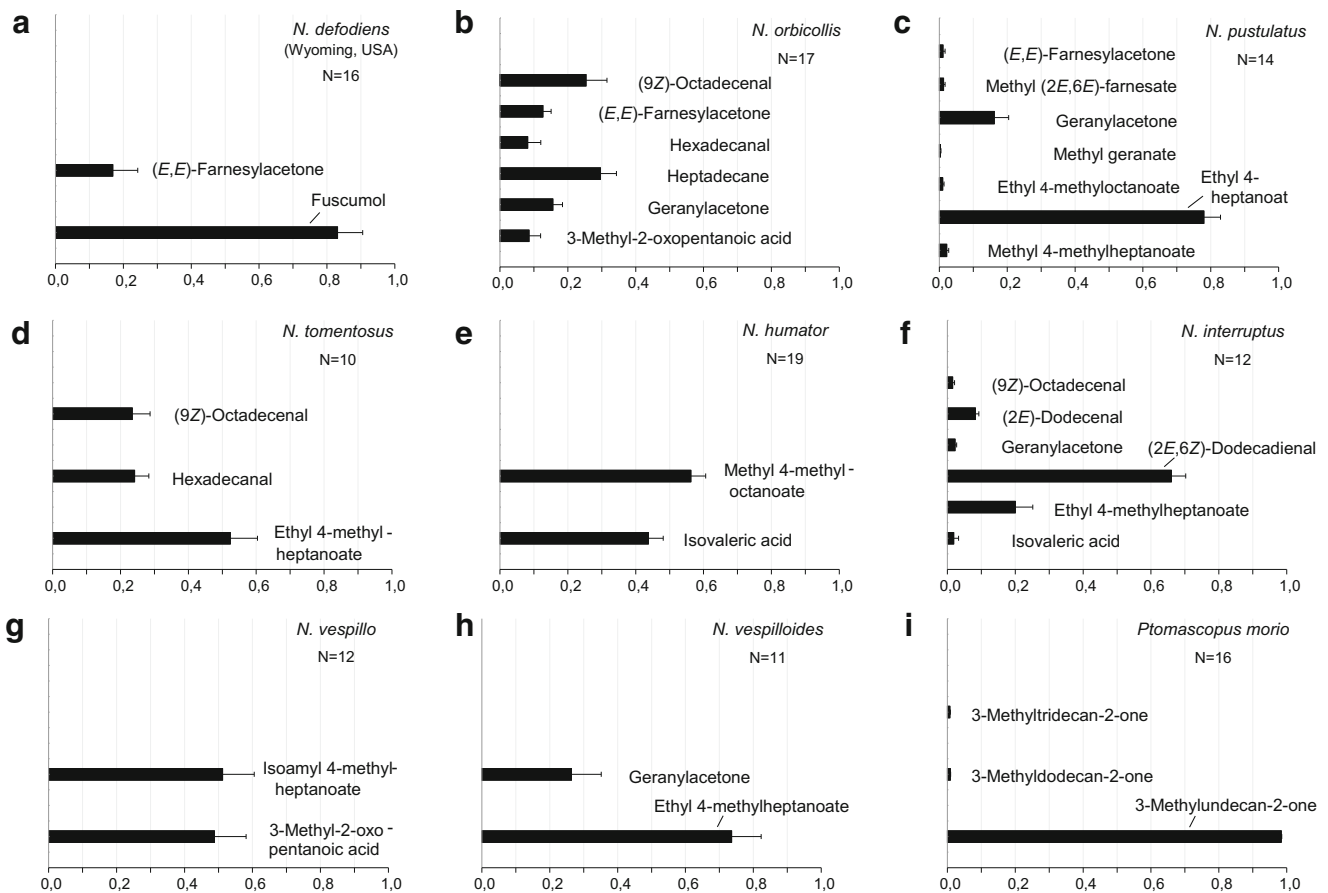 a
N. defodiens
(Wyoming, USA)
N=16
(E,E)-Farnesylacetone
Fuscumol
0,0 0,2 0,4 0,6 0,8 1,0
b
N. orbicollis
N=17
(9Z)-Octadecenal
(E,E)-Farnesylacetone
Hexadecanal
Heptadecane
Geranylacetone
3-Methyl-2-oxopentanoic acid
0,0 0,2 0,4 0,6 0,8 1,0
c
N. pustulatus
N=14
(E,E)-Farnesylacetone
Methyl (2E,6E)-farnesate
Geranylacetone
Methyl geranate
Ethyl 4-methyloctanoate
Ethyl 4-
heptanoat
Methyl 4-methylheptanoate
0,0 0,2 0,4 0,6 0,8 1,0
d
N. tomentosus
N=10
(9Z)-Octadecenal
Hexadecanal
Ethyl 4-methyl-
heptanoate
0,0 0,2 0,4 0,6 0,8 1,0
e
N. humator
N=19
Methyl 4-methyl-
octanoate
Isovaleric acid
0,0 0,2 0,4 0,6 0,8 1,0
f
N. interruptus
N=12
(9Z)-Octadecenal
(2E)-Dodecenal
Geranylacetone
(2E,6Z)-Dodecadienal
Ethyl 4-methylheptanoate
Isovaleric acid
0,0 0,2 0,4 0,6 0,8 1,0
g
N. vespillo
N=12
Isoamyl 4-methyl-
heptanoate
3-Methyl-2-oxo-
pentanoic acid
0,0 0,2 0,4 0,6 0,8 1,0
h
N. vespilloides
N=11
Geranylacetone
Ethyl 4-methylheptanoate
0,0 0,2 0,4 0,6 0,8 1,0
i
Ptomascopus morio
N=16
3-Methyltridecan-2-one
3-Methyldodecan-2-one
3-Methylundecan-2-one
0,0 0,2 0,4 0,6 0,8 1,0